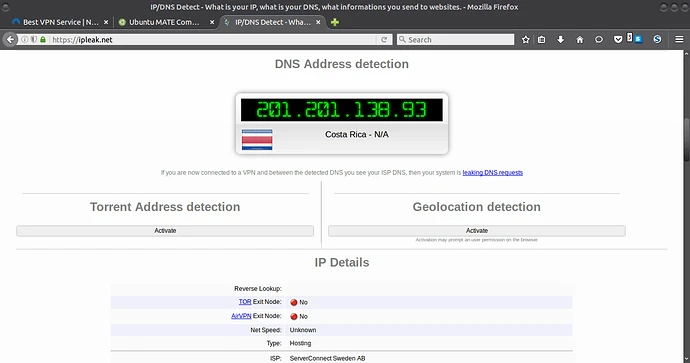 IP/DNS Detect - What is your IP, what is your DNS, what informations you send to websites. - Mozilla Firefox
Best VPN Service | N...
Ubuntu MATE Com...
IP/DNS Detect - Wha...
https://ipleak.net
Search
DNS Address detection
201.201.138.93
Costa Rica - N/A
If you are now connected to a VPN and between the detected DNS you see your ISP DNS, then your system is leaking DNS requests
Torrent Address detection
Geolocation detection
Activate
Activate
Activation may prompt an user permission on the browser.
IP Details
Reverse Lookup:
TOR Exit Node: No
AirVPN Exit Node: No
Net Speed: Unknown
Type: Hosting
ISP: ServerConnect Sweden AB